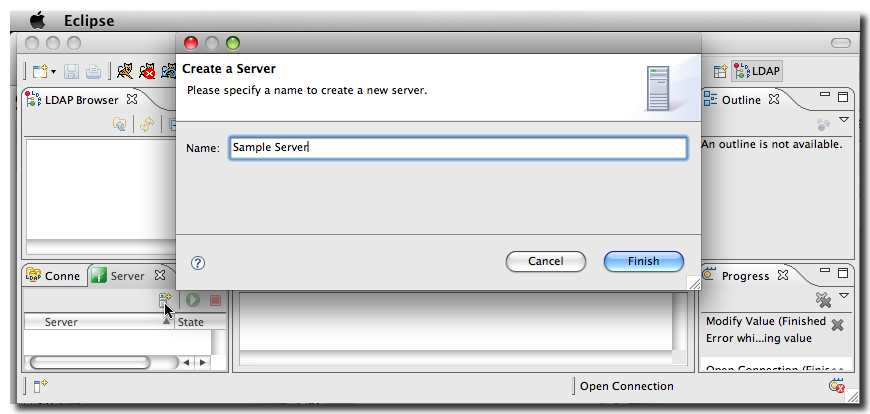 Eclipse
Create a Server
Please specify a name to create a new server.
LDAP
LDAP Browser
Outline
Name: Sample Server
An outline is not available.
Cancel
Finish
LDAP
Conne
Server
Progress
Server
State
Modify Value (Finished
Error whi...ing value
Open Connection (Finis
Open Connection